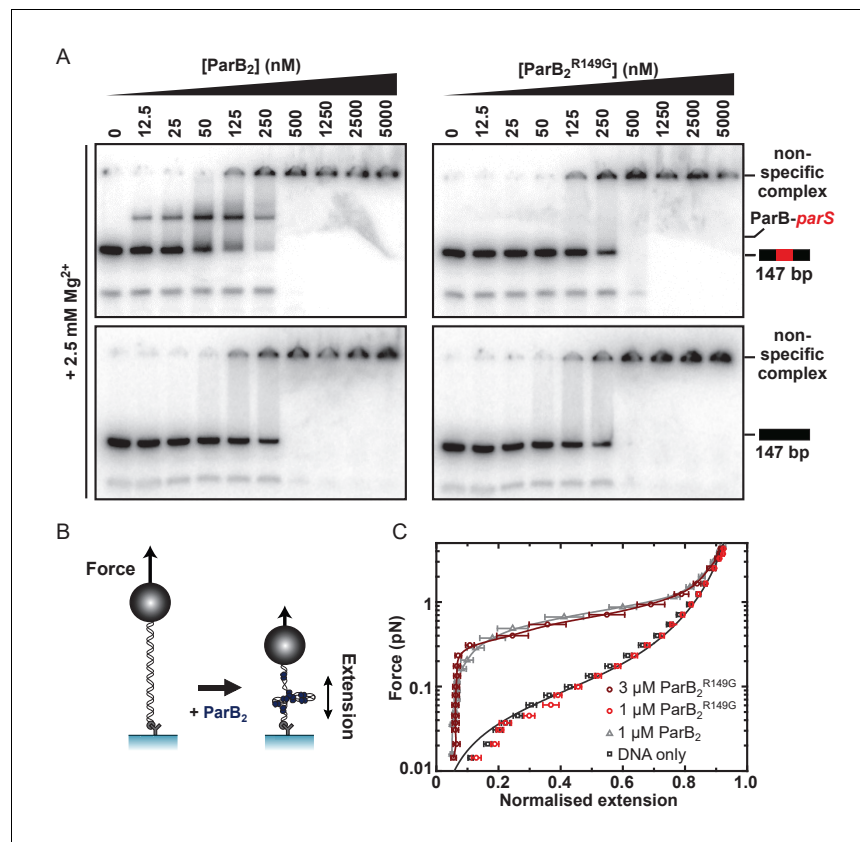 A
[ParB2] (nM)
[ParB2R149G] (nM)
0 12.5 25 50 125 250 500 1250 2500 5000
0 12.5 25 50 125 250 500 1250 2500 5000
+ 2.5 mM Mg2+
non-
specific
complex
ParB-parS
147 bp
non-
specific
complex
147 bp
B
Force
+ ParB2
Extension
C
Force (pN)
1
0.1
0.01
3 µM ParB2R149G
1 µM ParB2R149G
1 µM ParB2
DNA only
0.0 0.2 0.4 0.6 0.8 1.0
Normalised extension